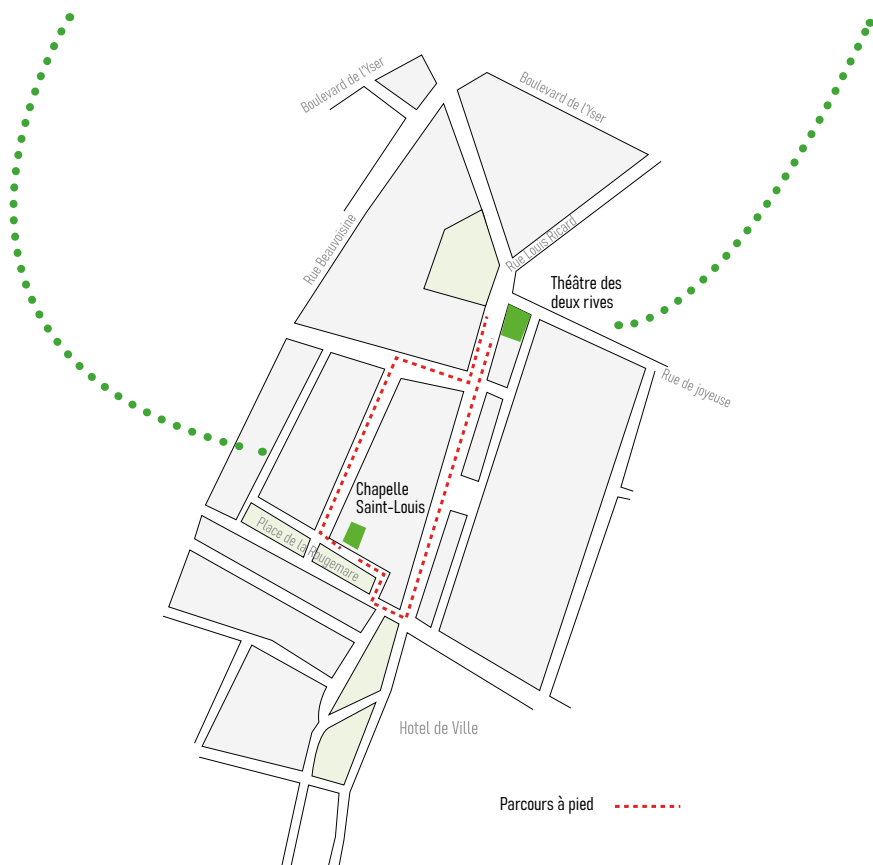 Boulevard de l'Yser
Boulevard de l'Yser
Rue Beauvoisine
Rue Louis Ricard
Théâtre des
deux rives
Rue de joyeuse
Chapelle
Saint-Louis
Place de la Rougemare
Hotel de Ville
Parcours à pied